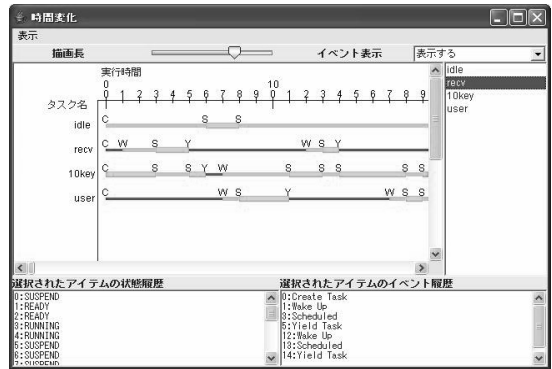 時間変化
表示
描画長 イベント表示 表示する
実行時間
0 10
0 1 2 3 4 5 6 7 8 9 0 1 2 3 4 5 6 7 8 9
タスク名
idle C S S
recv C W S Y W S Y
10key C S S Y W S S S S S
user C W S Y W S S
idle
recv
10key
user
選択されたアイテムの状態履歴
0:SUSPEND
1:READY
2:READY
3:RUNNING
4:RUNNING
5:SUSPEND
6:SUSPEND
7:SUSPEND
選択されたアイテムのイベント履歴
0:Create Task
1:Wake Up
3:Scheduled
5:Yield Task
12:Wake Up
13:Scheduled
14:Yield Task